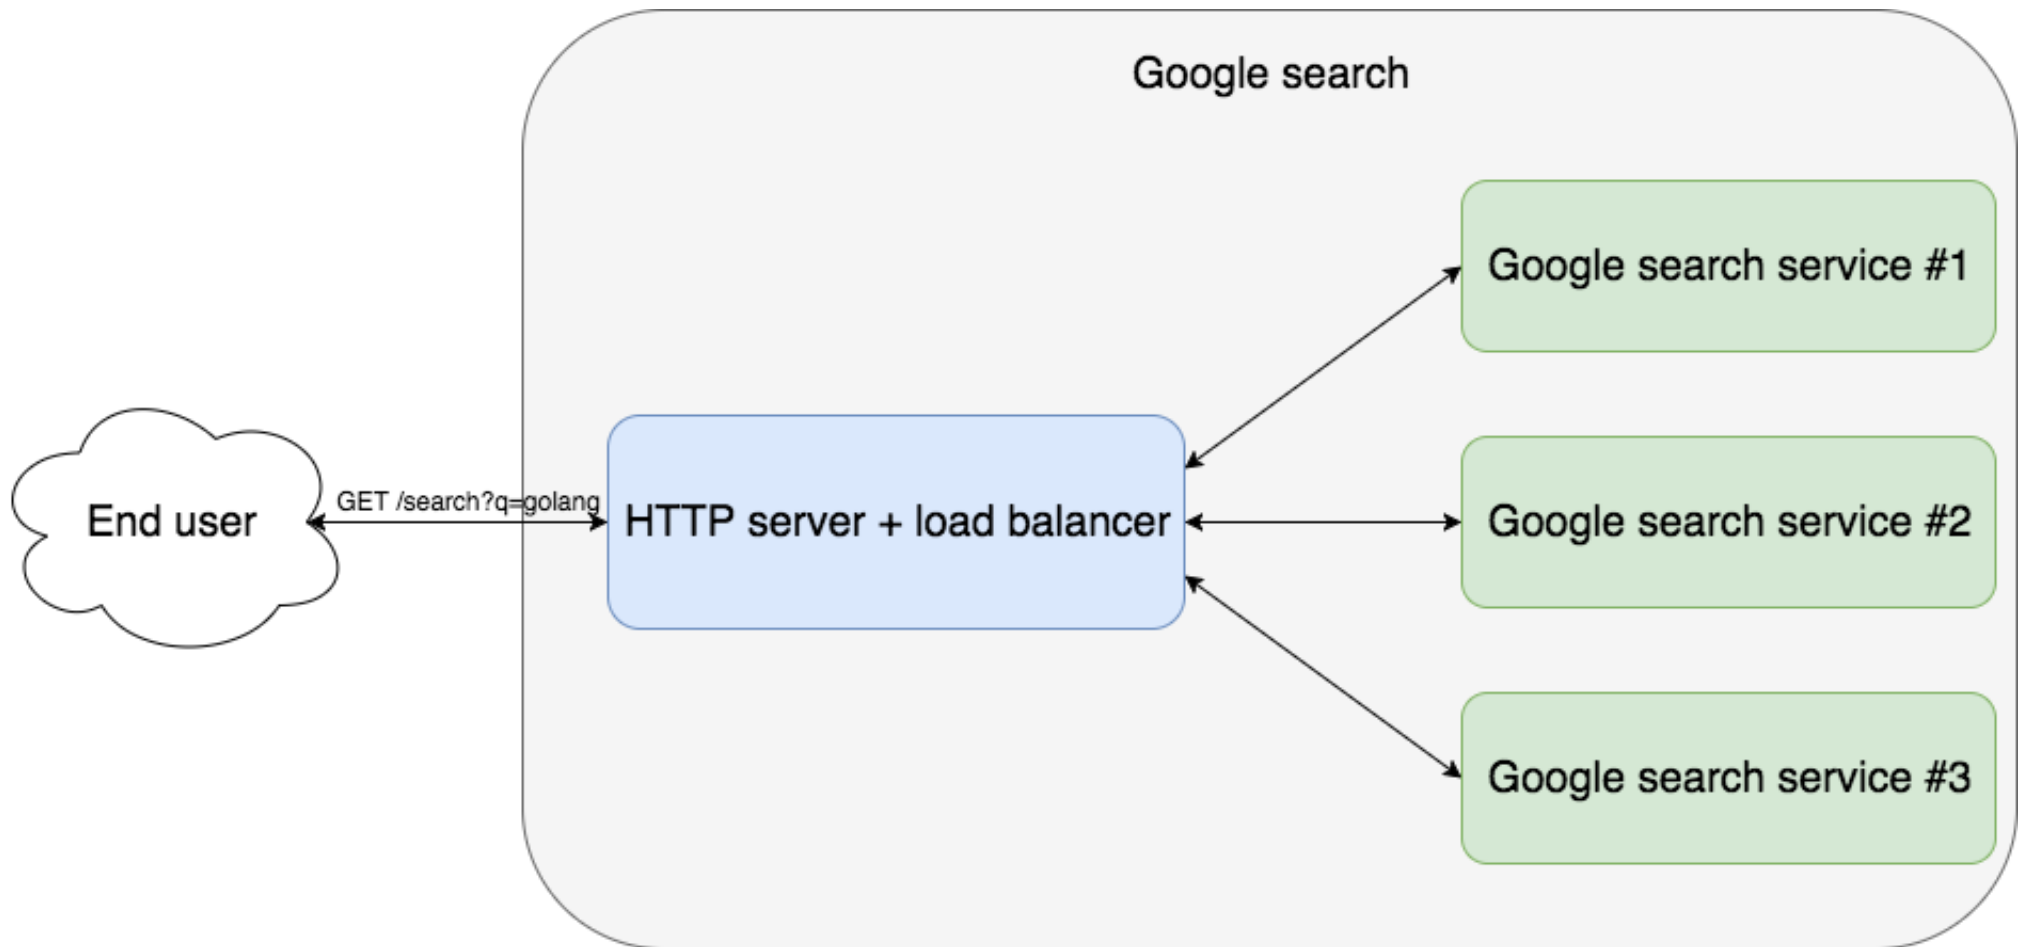 Google search
Google search service #1
End user
GET /search?q=golang
HTTP server + load balancer
Google search service #2
Google search service #3